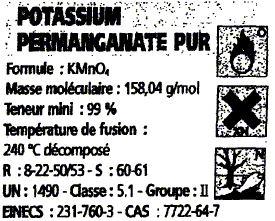 POTASSIUM
PERMANGANATE PUR
Formule : KMnO₄
Masse moléculaire : 158,04 g/mol
Teneur mini : 99 %
Température de fusion :
240 °C décomposé
R : 8-22-50/53 - S : 60-61
UN : 1490 - Classe : 5.1 - Groupe : II
EINECS : 231-760-3 - CAS : 7722-64-7
O
Xn
N